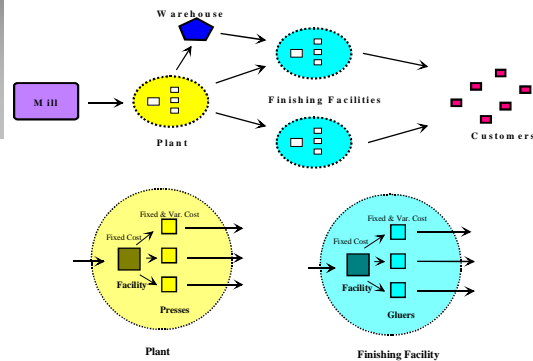 Warehouse
Mill
Plant
Finishing Facilities
Customers
Fixed & Var. Cost
Fixed Cost
Facility
Presses
Plant
Fixed & Var. Cost
Fixed Cost
Facility
Gluers
Finishing Facility